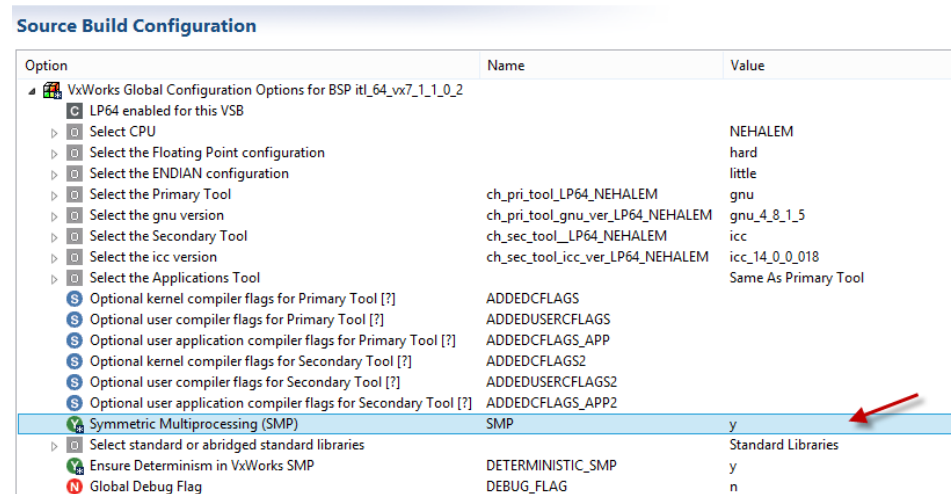 Source Build Configuration
Option Name Value
VxWorks Global Configuration Options for BSP itl_64_vx7_1_1_0_2
C LP64 enabled for this VSB
O Select CPU NEHALEM
O Select the Floating Point configuration hard
O Select the ENDIAN configuration little
O Select the Primary Tool ch_pri_tool_LP64_NEHALEM gnu
O Select the gnu version ch_pri_tool_gnu_ver_LP64_NEHALEM gnu_4_8_1_5
O Select the Secondary Tool ch_sec_tool__LP64_NEHALEM icc
O Select the icc version ch_sec_tool_icc_ver_LP64_NEHALEM icc_14_0_0_018
O Select the Applications Tool Same As Primary Tool
S Optional kernel compiler flags for Primary Tool [?] ADDEDCFLAGS
S Optional user compiler flags for Primary Tool [?] ADDEDUSERCFLAGS
S Optional user application compiler flags for Primary Tool [?] ADDEDCFLAGS_APP
S Optional kernel compiler flags for Secondary Tool [?] ADDEDCFLAGS2
S Optional user compiler flags for Secondary Tool [?] ADDEDUSERCFLAGS2
S Optional user application compiler flags for Secondary Tool [?] ADDEDCFLAGS_APP2
Y Symmetric Multiprocessing (SMP) SMP y
O Select standard or abridged standard libraries Standard Libraries
Y Ensure Determinism in VxWorks SMP DETERMINISTIC_SMP y
N Global Debug Flag DEBUG_FLAG n